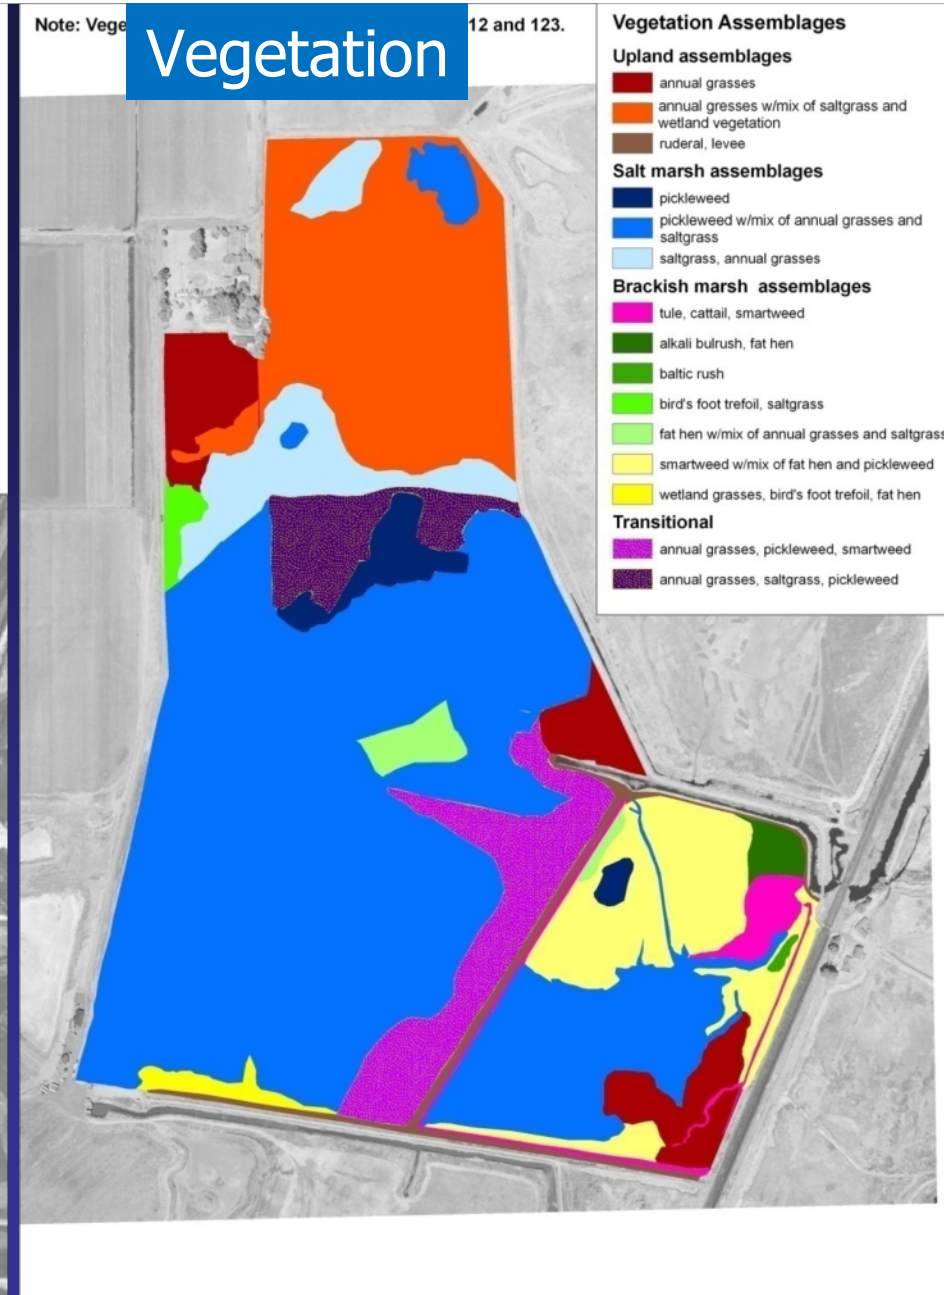 Note: Vege
12 and 123.
Vegetation
Vegetation Assemblages
Upland assemblages
annual grasses
annual gresses w/mix of saltgrass and
wetland vegetation
ruderal, levee
Salt marsh assemblages
pickleweed
pickleweed w/mix of annual grasses and
saltgrass
saltgrass, annual grasses
Brackish marsh assemblages
tule, cattail, smartweed
alkali bulrush, fat hen
baltic rush
bird's foot trefoil, saltgrass
fat hen w/mix of annual grasses and saltgrass
smartweed w/mix of fat hen and pickleweed
wetland grasses, bird's foot trefoil, fat hen
Transitional
annual grasses, pickleweed, smartweed
annual grasses, saltgrass, pickleweed